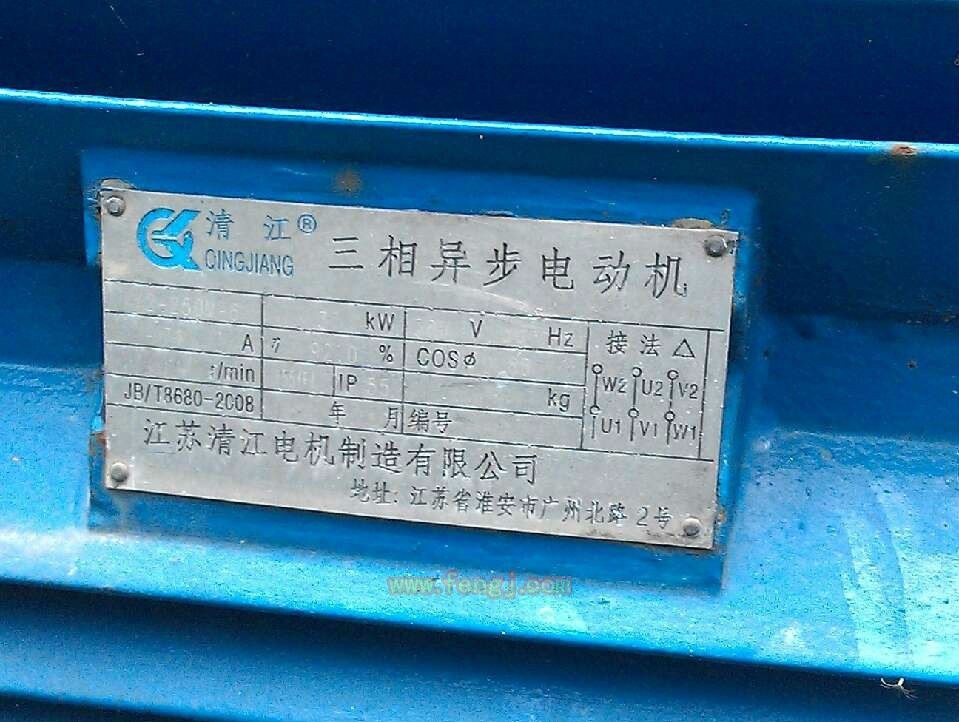 清江®
QINGJIANG
三相异步电动机
kW V Hz 接法 △
A η % COSφ
r/min IP 55 kg W2 U2 V2
JB/T8680-2008 年 月 编号 U1 V1 W1
江苏清江电机制造有限公司
地址: 江苏省淮安市广州北路 2号
www.fengj.com